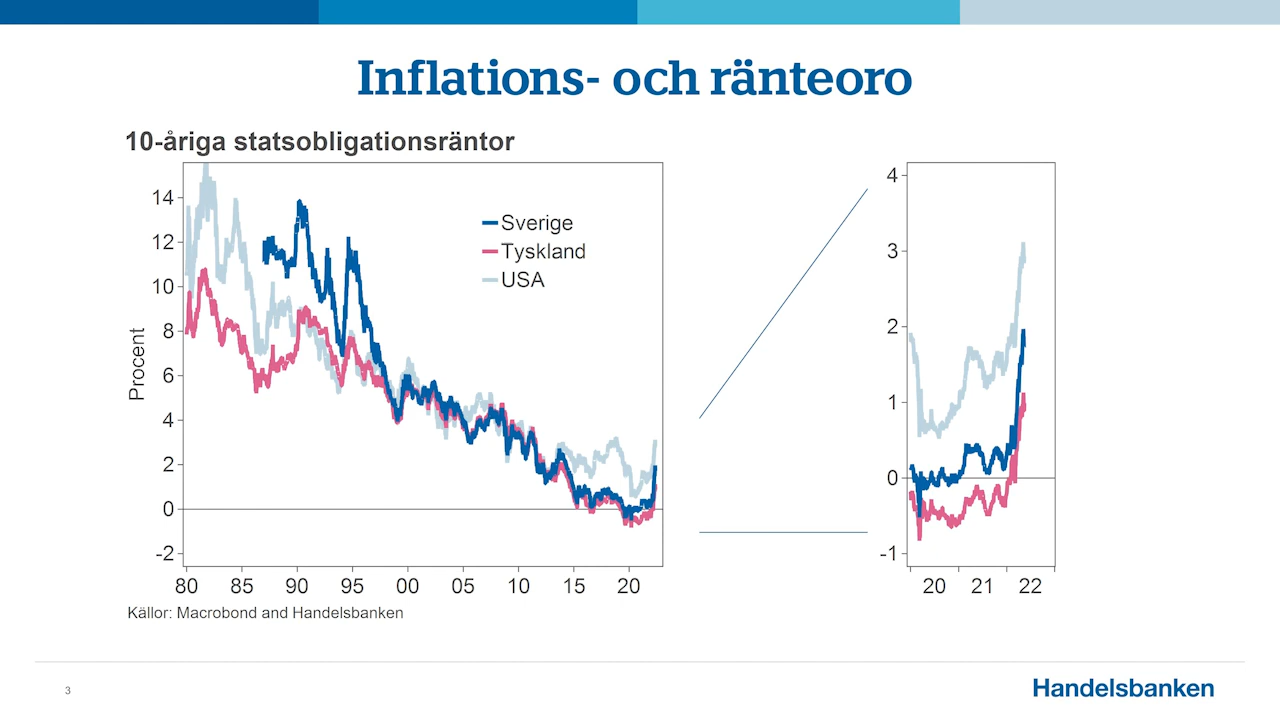 Inflations- och ränteoro
10-åriga statsobligationsräntor
Procent
14
12
10
8
6
4
2
0
-2
Sverige
Tyskland
USA
80 85 90 95 00 05 10 15 20
4
3
2
1
0
-1
20 21 22
Källor: Macrobond and Handelsbanken
3
Handelsbanken